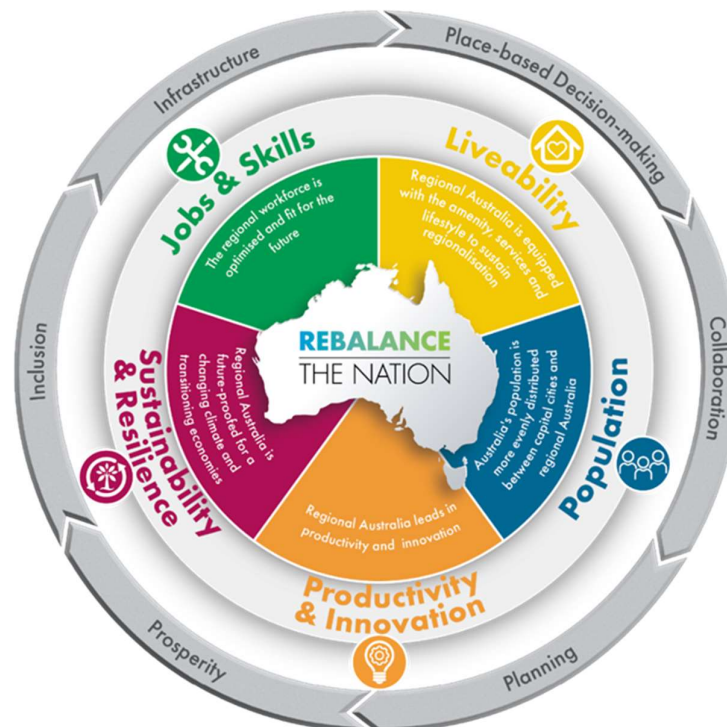 Infrastructure
Place-based Decision-making
Collaboration
Planning
Prosperity
Inclusion
Jobs & Skills
The regional workforce is
optimised and fit for the
future
Liveability
Regional Australia is equipped
with the amenity, services and
lifestyle to sustain
regionalisation
Population
Australia's population is
more evenly distributed
between capital cities and
regional Australia
Productivity
& Innovation
Regional Australia leads in
productivity and innovation
Sustainability
& Resilience
Regional Australia is
future-proofed for a
changing climate and
transitioning economies
REBALANCE
THE NATION